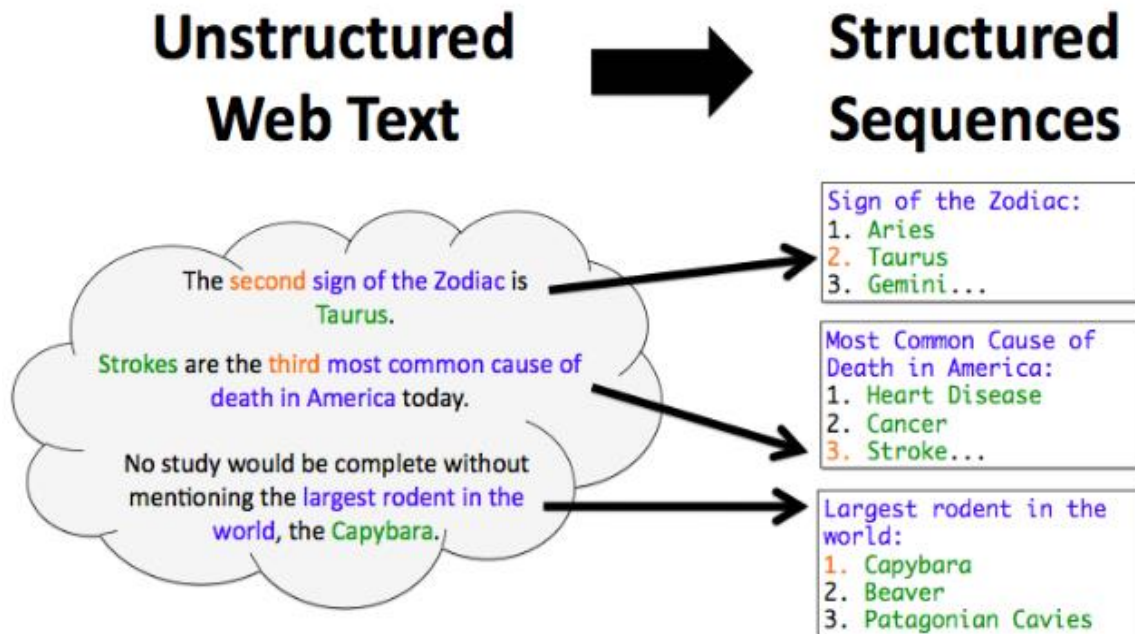 Unstructured
Web Text
Structured
Sequences
The second sign of the Zodiac is
Taurus.
Strokes are the third most common cause of
death in America today.
No study would be complete without
mentioning the largest rodent in the
world, the Capybara.
Sign of the Zodiac:
1. Aries
2. Taurus
3. Gemini...
Most Common Cause of
Death in America:
1. Heart Disease
2. Cancer
3. Stroke...
Largest rodent in the
world:
1. Capybara
2. Beaver
3. Patagonian Cavies